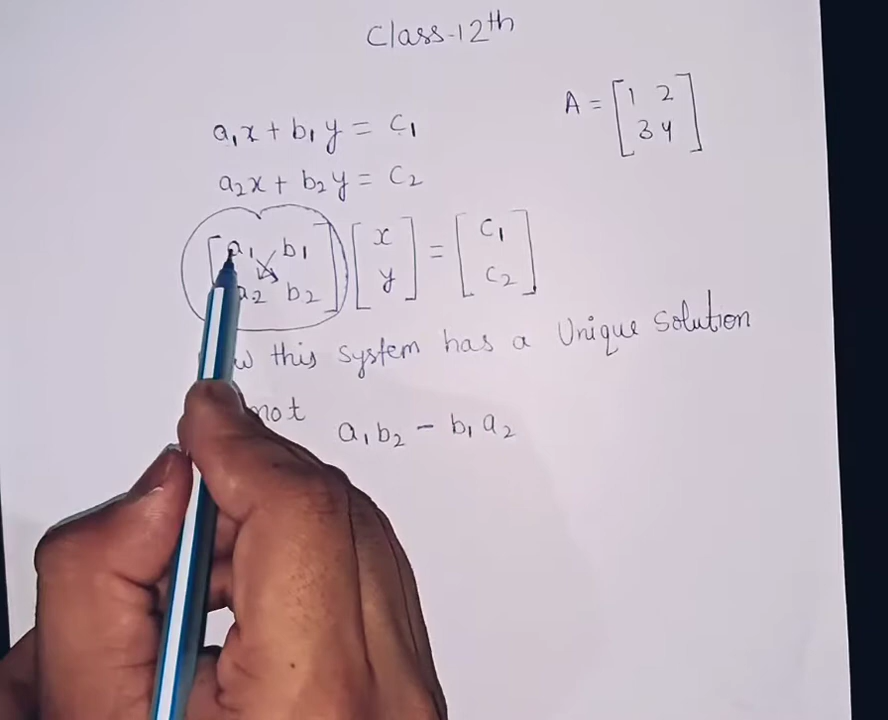 Class-12th
A = [1 2
3 4]
a₁x + b₁y = c₁
a₂x + b₂y = c₂
[a₁ b₁
a₂ b₂] [x
y] = [c₁
c₂]
this system has a Unique Solution
not
a₁b₂ - b₁a₂